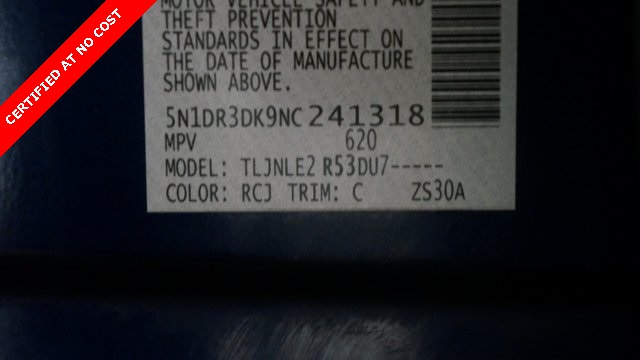 CERTIFIED AT NO COST
MOTOR VEHICLE SAFETY AND
THEFT PREVENTION
STANDARDS IN EFFECT ON
THE DATE OF MANUFACTURE
SHOWN ABOVE.
5N1DR3DK9NC241318
MPV 620
MODEL: TLJNLE2 R53DU7-----
COLOR: RCJ TRIM: C ZS30A